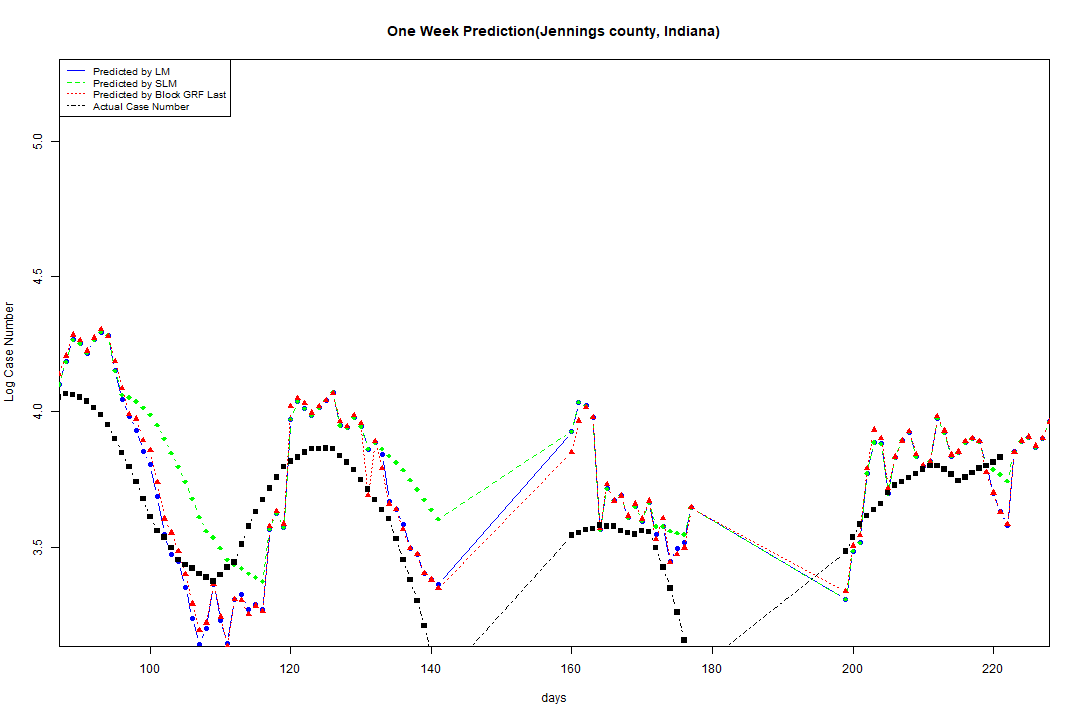 One Week Prediction(Jennings county, Indiana)
Predicted by LM
Predicted by SLM
Predicted by Block GRF Last
Actual Case Number
5.0
4.5
4.0
3.5
Log Case Number
100 120 140 160 180 200 220
days